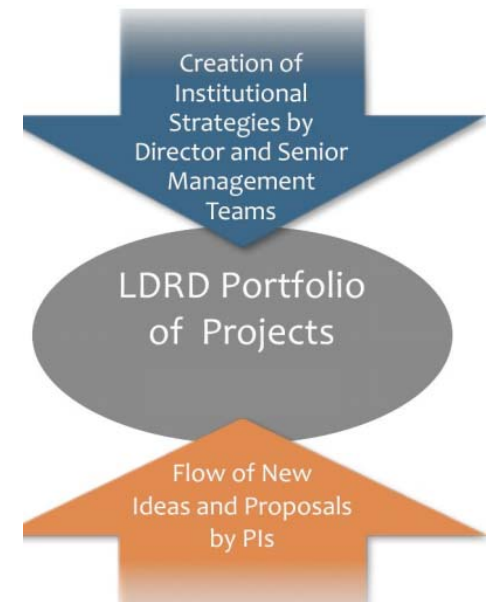 Creation of
Institutional
Strategies by
Director and Senior
Management
Teams
LDRD Portfolio
of Projects
Flow of New
Ideas and Proposals
by PIs